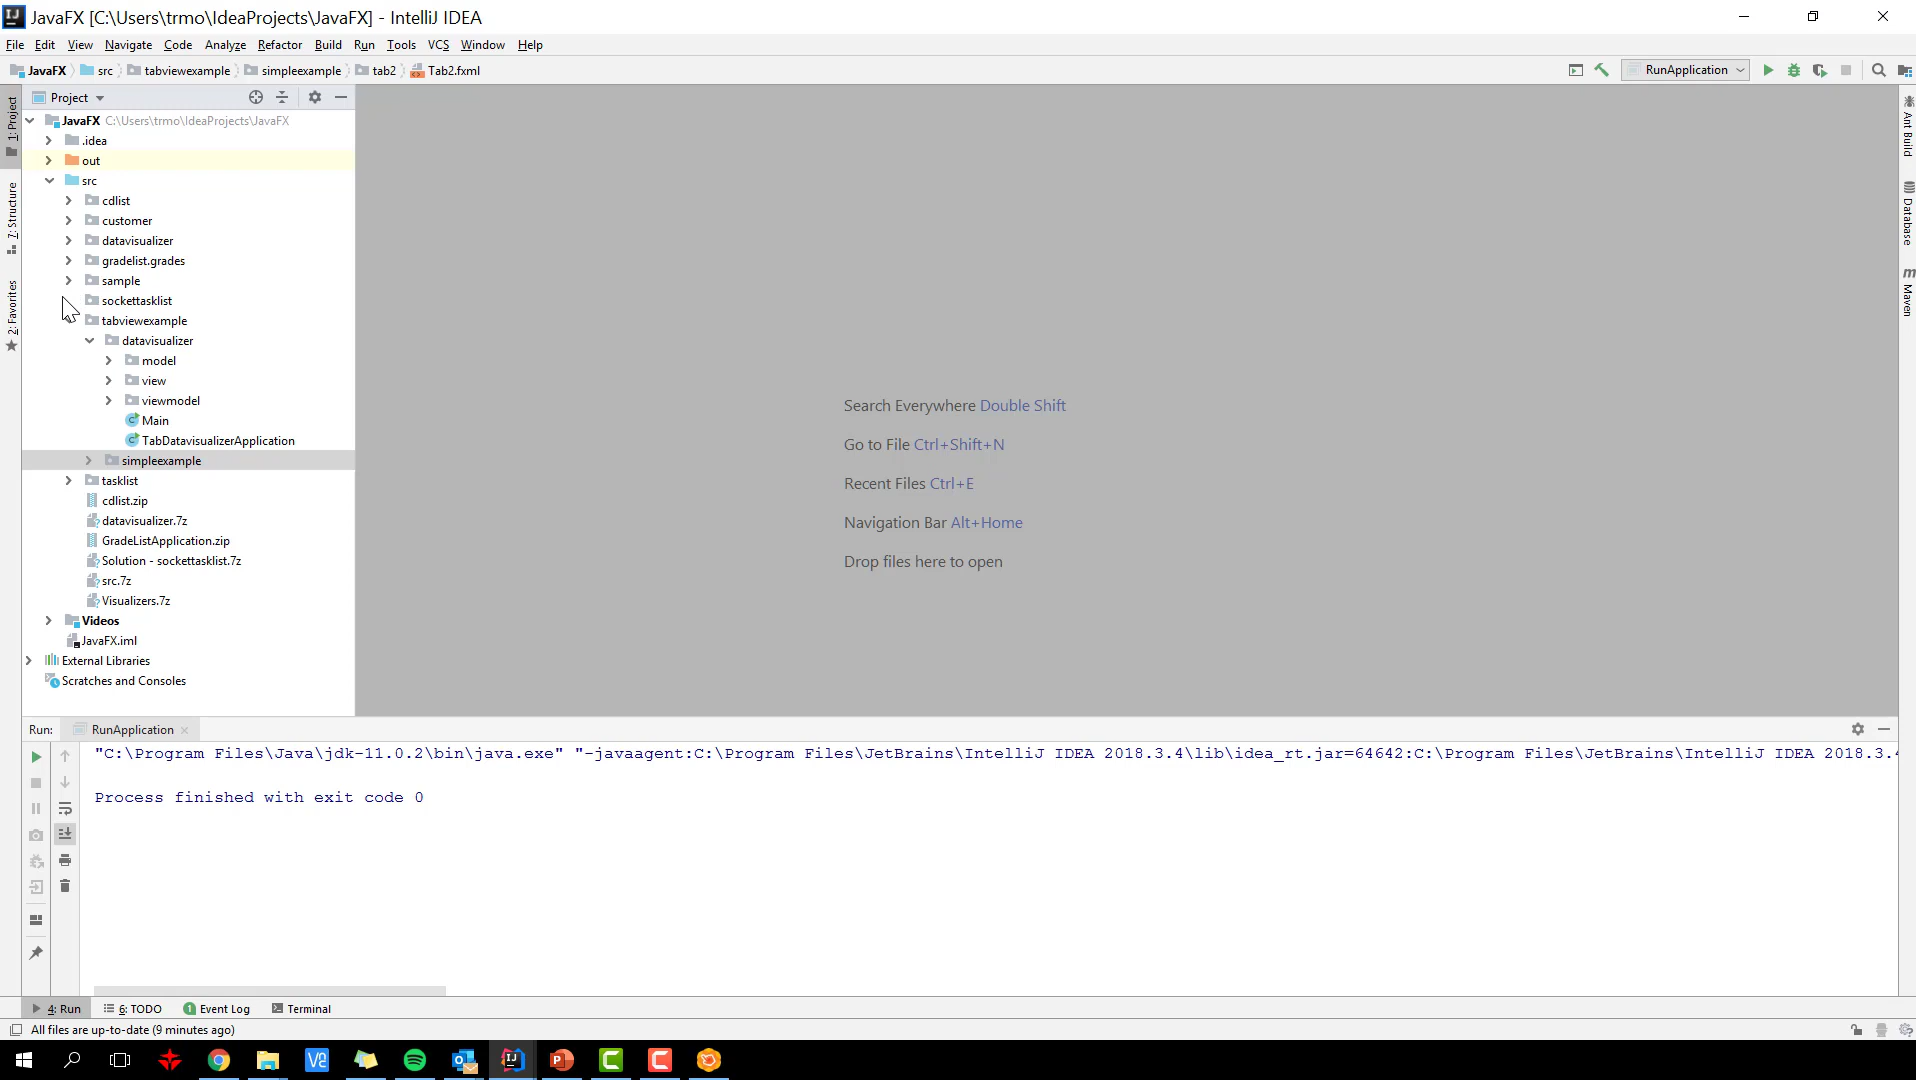 JavaFX [C:\Users\trmo\IdeaProjects\JavaFX] - IntelliJ IDEA
File Edit View Navigate Code Analyze Refactor Build Run Tools VCS Window Help
JavaFX src tabviewexample simpleexample tab2 Tab2.fxml RunApplication
Project
1: Project
7: Structure
2: Favorites
JavaFX C:\Users\trmo\IdeaProjects\JavaFX
.idea
out
src
cdlist
customer
datavisualizer
gradelist.grades
sample
sockettasklist
tabviewexample
datavisualizer
model
view
viewmodel
Main
TabDatavisualizerApplication
simpleexample
tasklist
cdlist.zip
datavisualizer.7z
GradeListApplication.zip
Solution - sockettasklist.7z
src.7z
Visualizers.7z
Videos
JavaFX.iml
External Libraries
Scratches and Consoles
Search Everywhere Double Shift
Go to File Ctrl+Shift+N
Recent Files Ctrl+E
Navigation Bar Alt+Home
Drop files here to open
Ant Build
Database
Maven
Run: RunApplication
"C:\Program Files\Java\jdk-11.0.2\bin\java.exe" "-javaagent:C:\Program Files\JetBrains\IntelliJ IDEA 2018.3.4\lib\idea_rt.jar=64642:C:\Program Files\JetBrains\IntelliJ IDEA 2018.3.4
Process finished with exit code 0
4: Run 6: TODO 1 Event Log Terminal
All files are up-to-date (9 minutes ago)